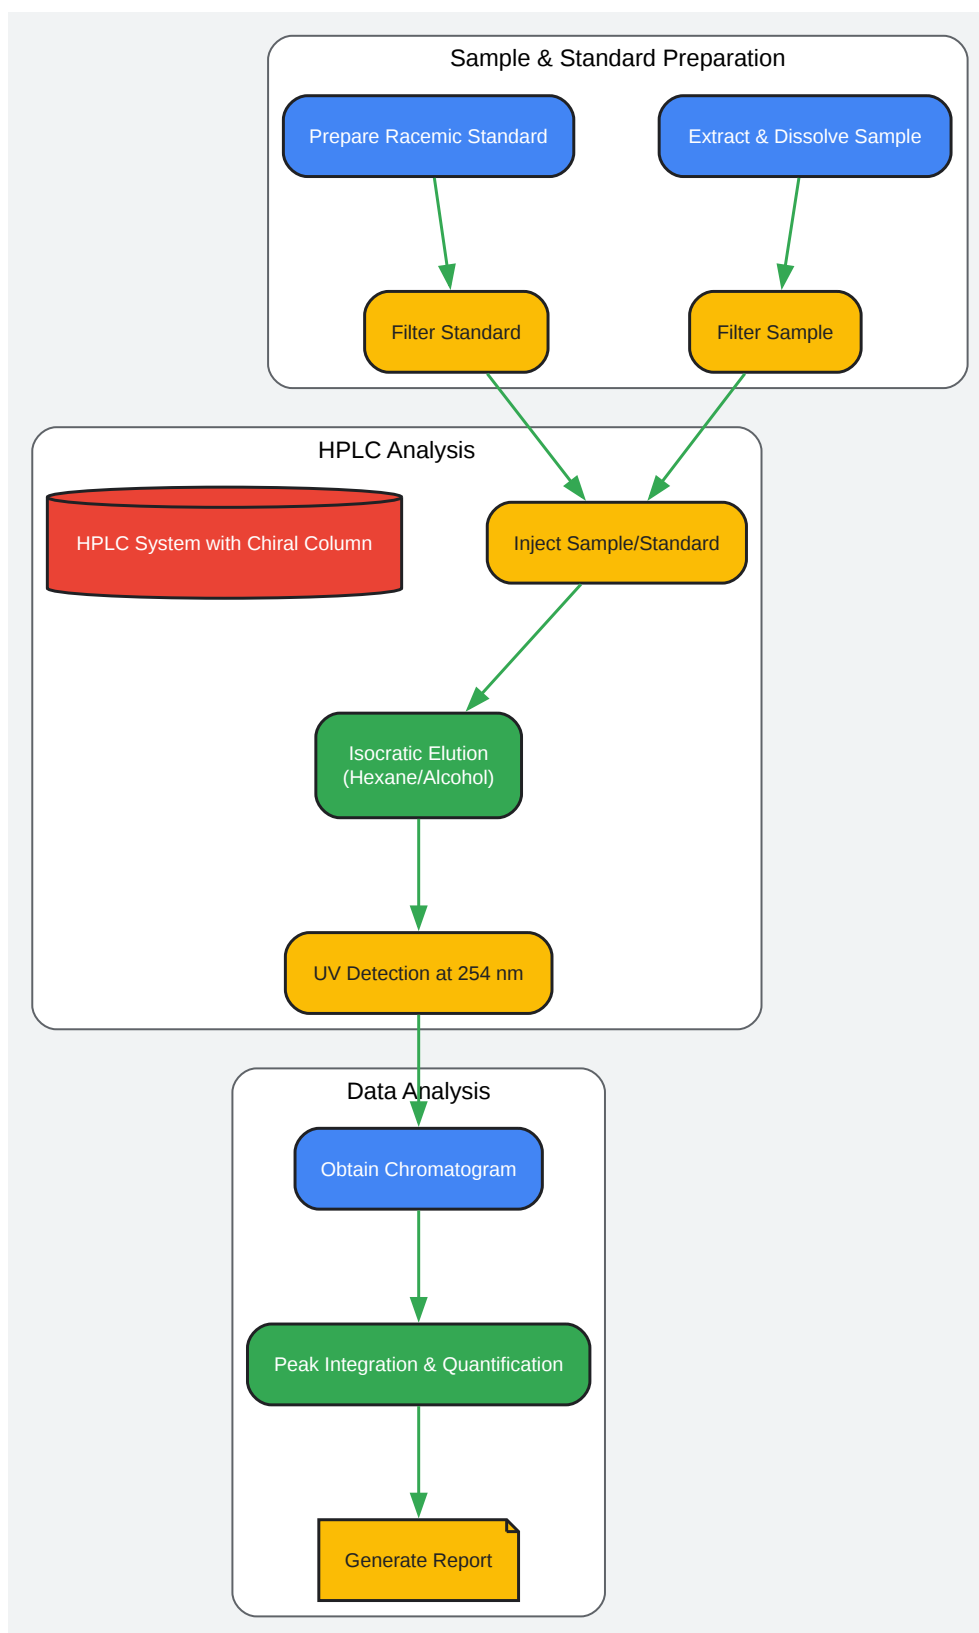 Sample & Standard Preparation
Prepare Racemic Standard
Extract & Dissolve Sample
Filter Standard
Filter Sample
HPLC Analysis
HPLC System with Chiral Column
Inject Sample/Standard
Isocratic Elution
(Hexane/Alcohol)
UV Detection at 254 nm
Data Analysis
Obtain Chromatogram
Peak Integration & Quantification
Generate Report